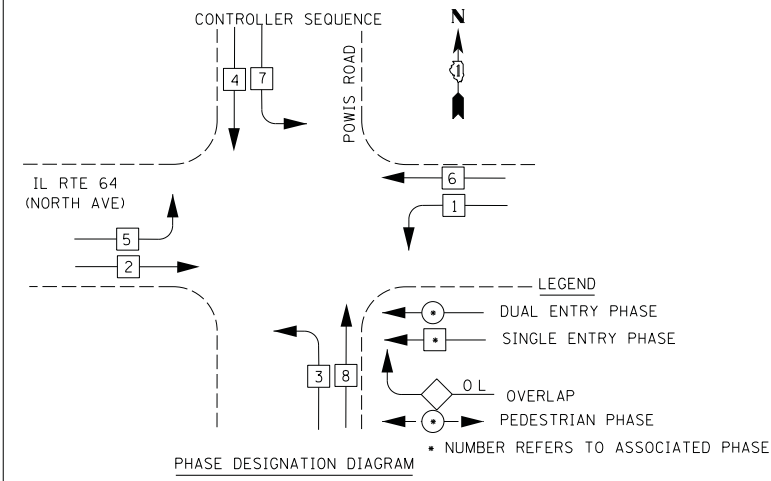 CONTROLLER SEQUENCE
N
4
7
POWIS ROAD
1
IL RTE 64
(NORTH AVE)
6
1
5
2
LEGEND
* DUAL ENTRY PHASE
* SINGLE ENTRY PHASE
3
8
OL
OVERLAP
* PEDESTRIAN PHASE
* NUMBER REFERS TO ASSOCIATED PHASE
PHASE DESIGNATION DIAGRAM